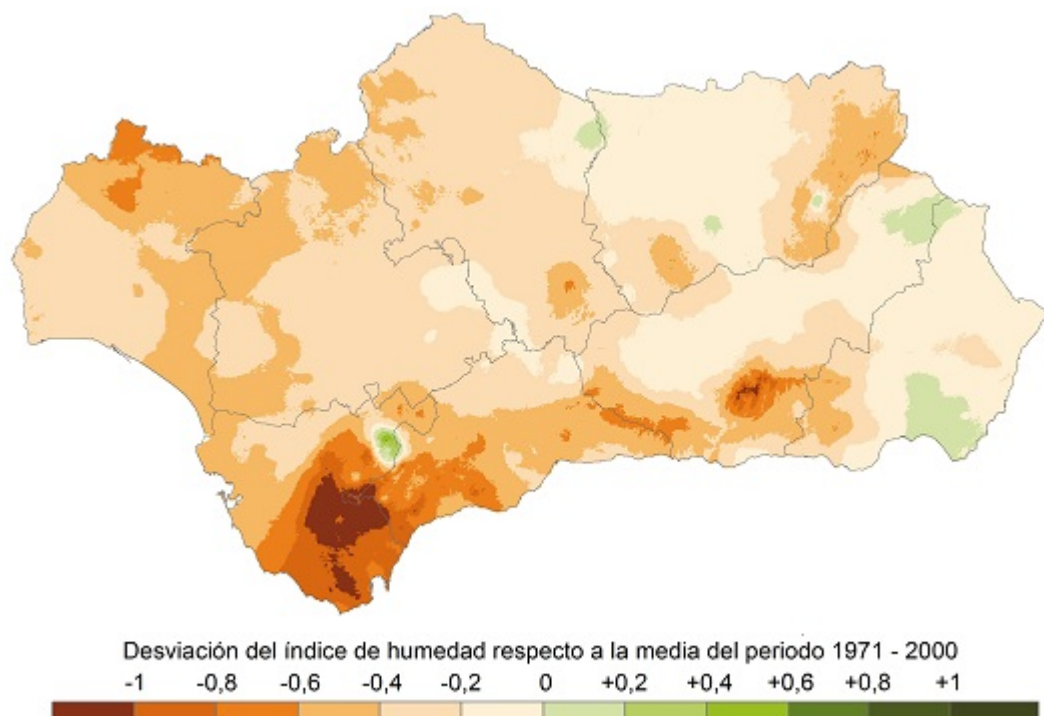 Desviación del índice de humedad respecto a la media del periodo 1971 - 2000
-1 -0,8 -0,6 -0,4 -0,2 0 +0,2 +0,4 +0,6 +0,8 +1